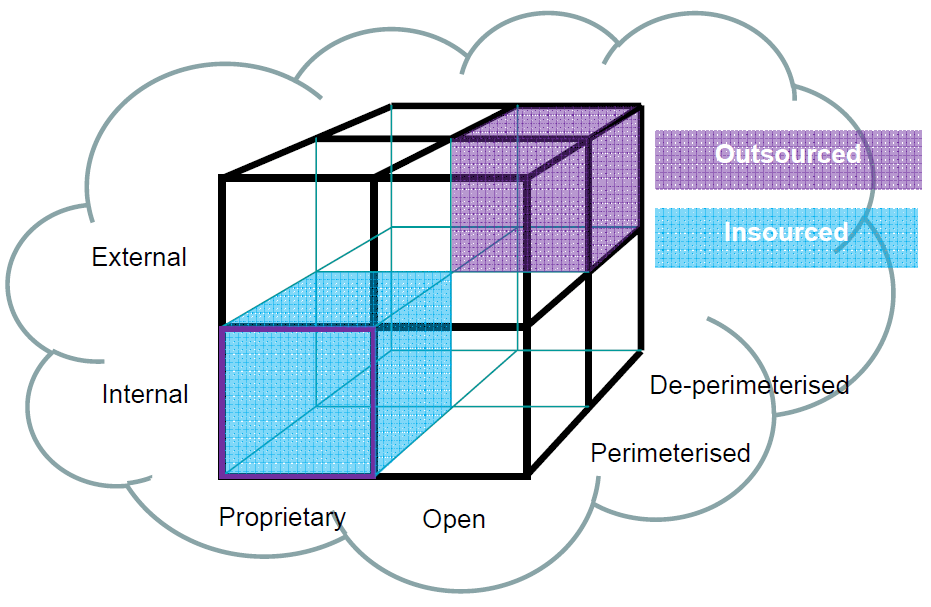 Outsourced
Insourced
External
Internal
De-perimeterised
Perimeterised
Proprietary
Open